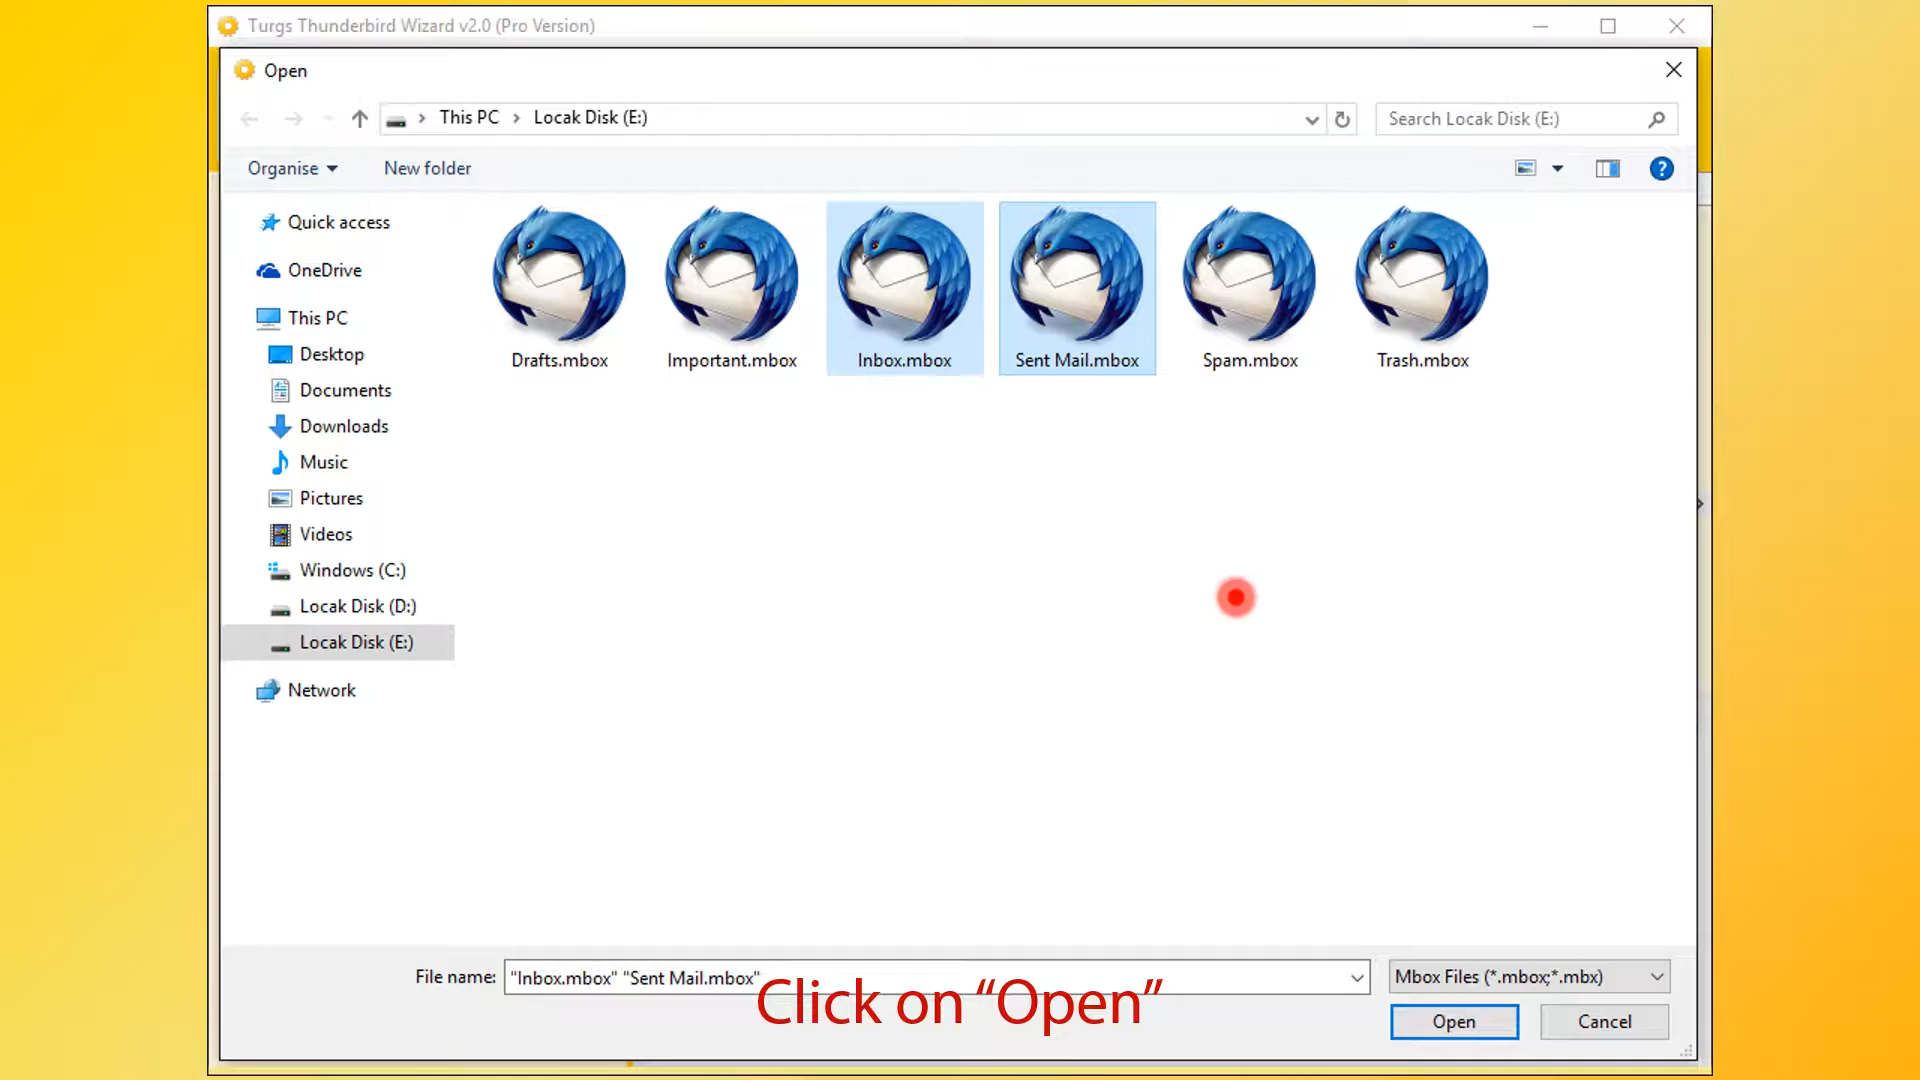 Turgs Thunderbird Wizard v2.0 (Pro Version)
Open
This PC > Locak Disk (E:)
Search Locak Disk (E:)
Organise
New folder
Quick access
OneDrive
This PC
Desktop
Documents
Downloads
Music
Pictures
Videos
Windows (C:)
Locak Disk (D:)
Locak Disk (E:)
Network
Drafts.mbox
Important.mbox
Inbox.mbox
Sent Mail.mbox
Spam.mbox
Trash.mbox
File name: "Inbox.mbox" "Sent Mail.mbox"
Mbox Files (*.mbox;*.mbx)
Click on “Open”
Open
Cancel